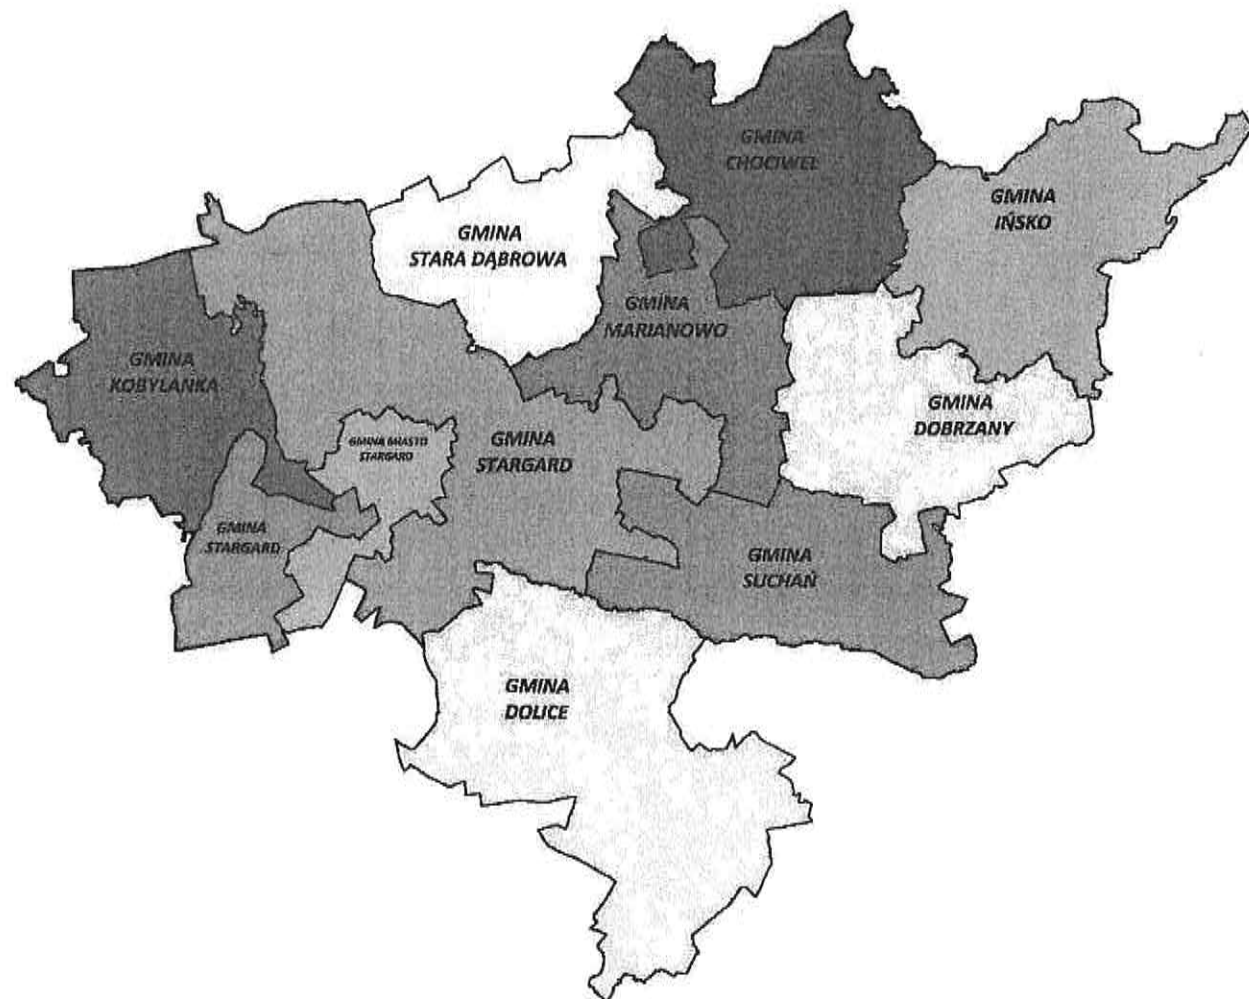 GMINA
CHOCIWEL
GMINA
IŃSKO
GMINA
STARA DĄBROWA
GMINA
MARIANOWO
GMINA
KOBYLANKA
GMINA
DOBRZANY
GMINA MIASTO
STARGARD
GMINA
STARGARD
GMINA
STARGARD
GMINA
SUCHAŃ
GMINA
DOLICE